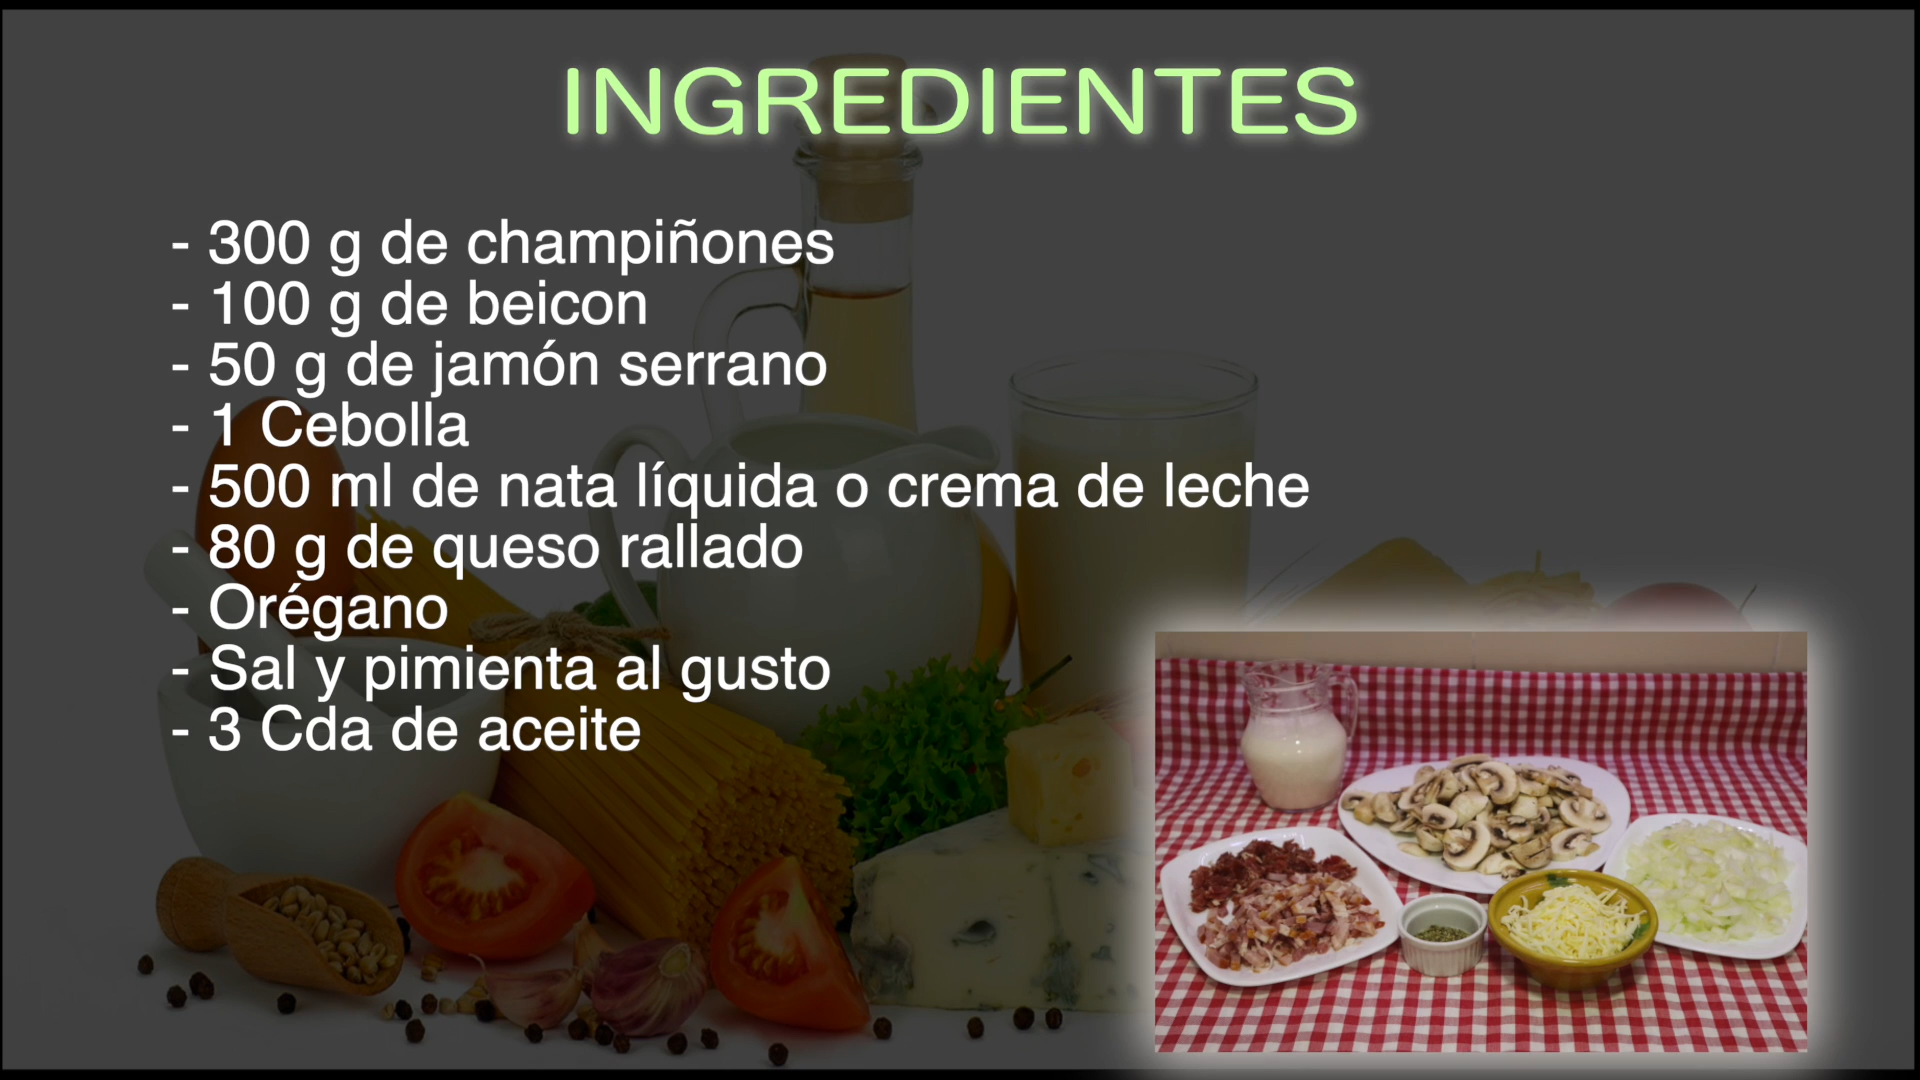 INGREDIENTES
- 300 g de champiñones
- 100 g de beicon
- 50 g de jamón serrano
- 1 Cebolla
- 500 ml de nata líquida o crema de leche
- 80 g de queso rallado
- Orégano
- Sal y pimienta al gusto
- 3 Cda de aceite